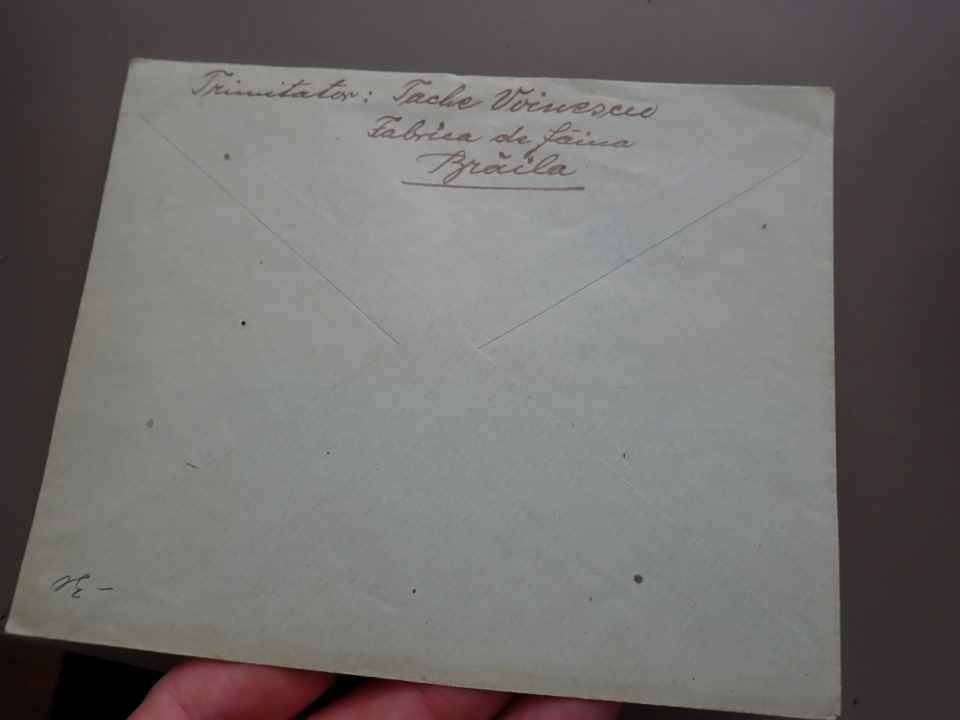 Trimitator: Tache Voinescu
Fabrica de făina
Brăila